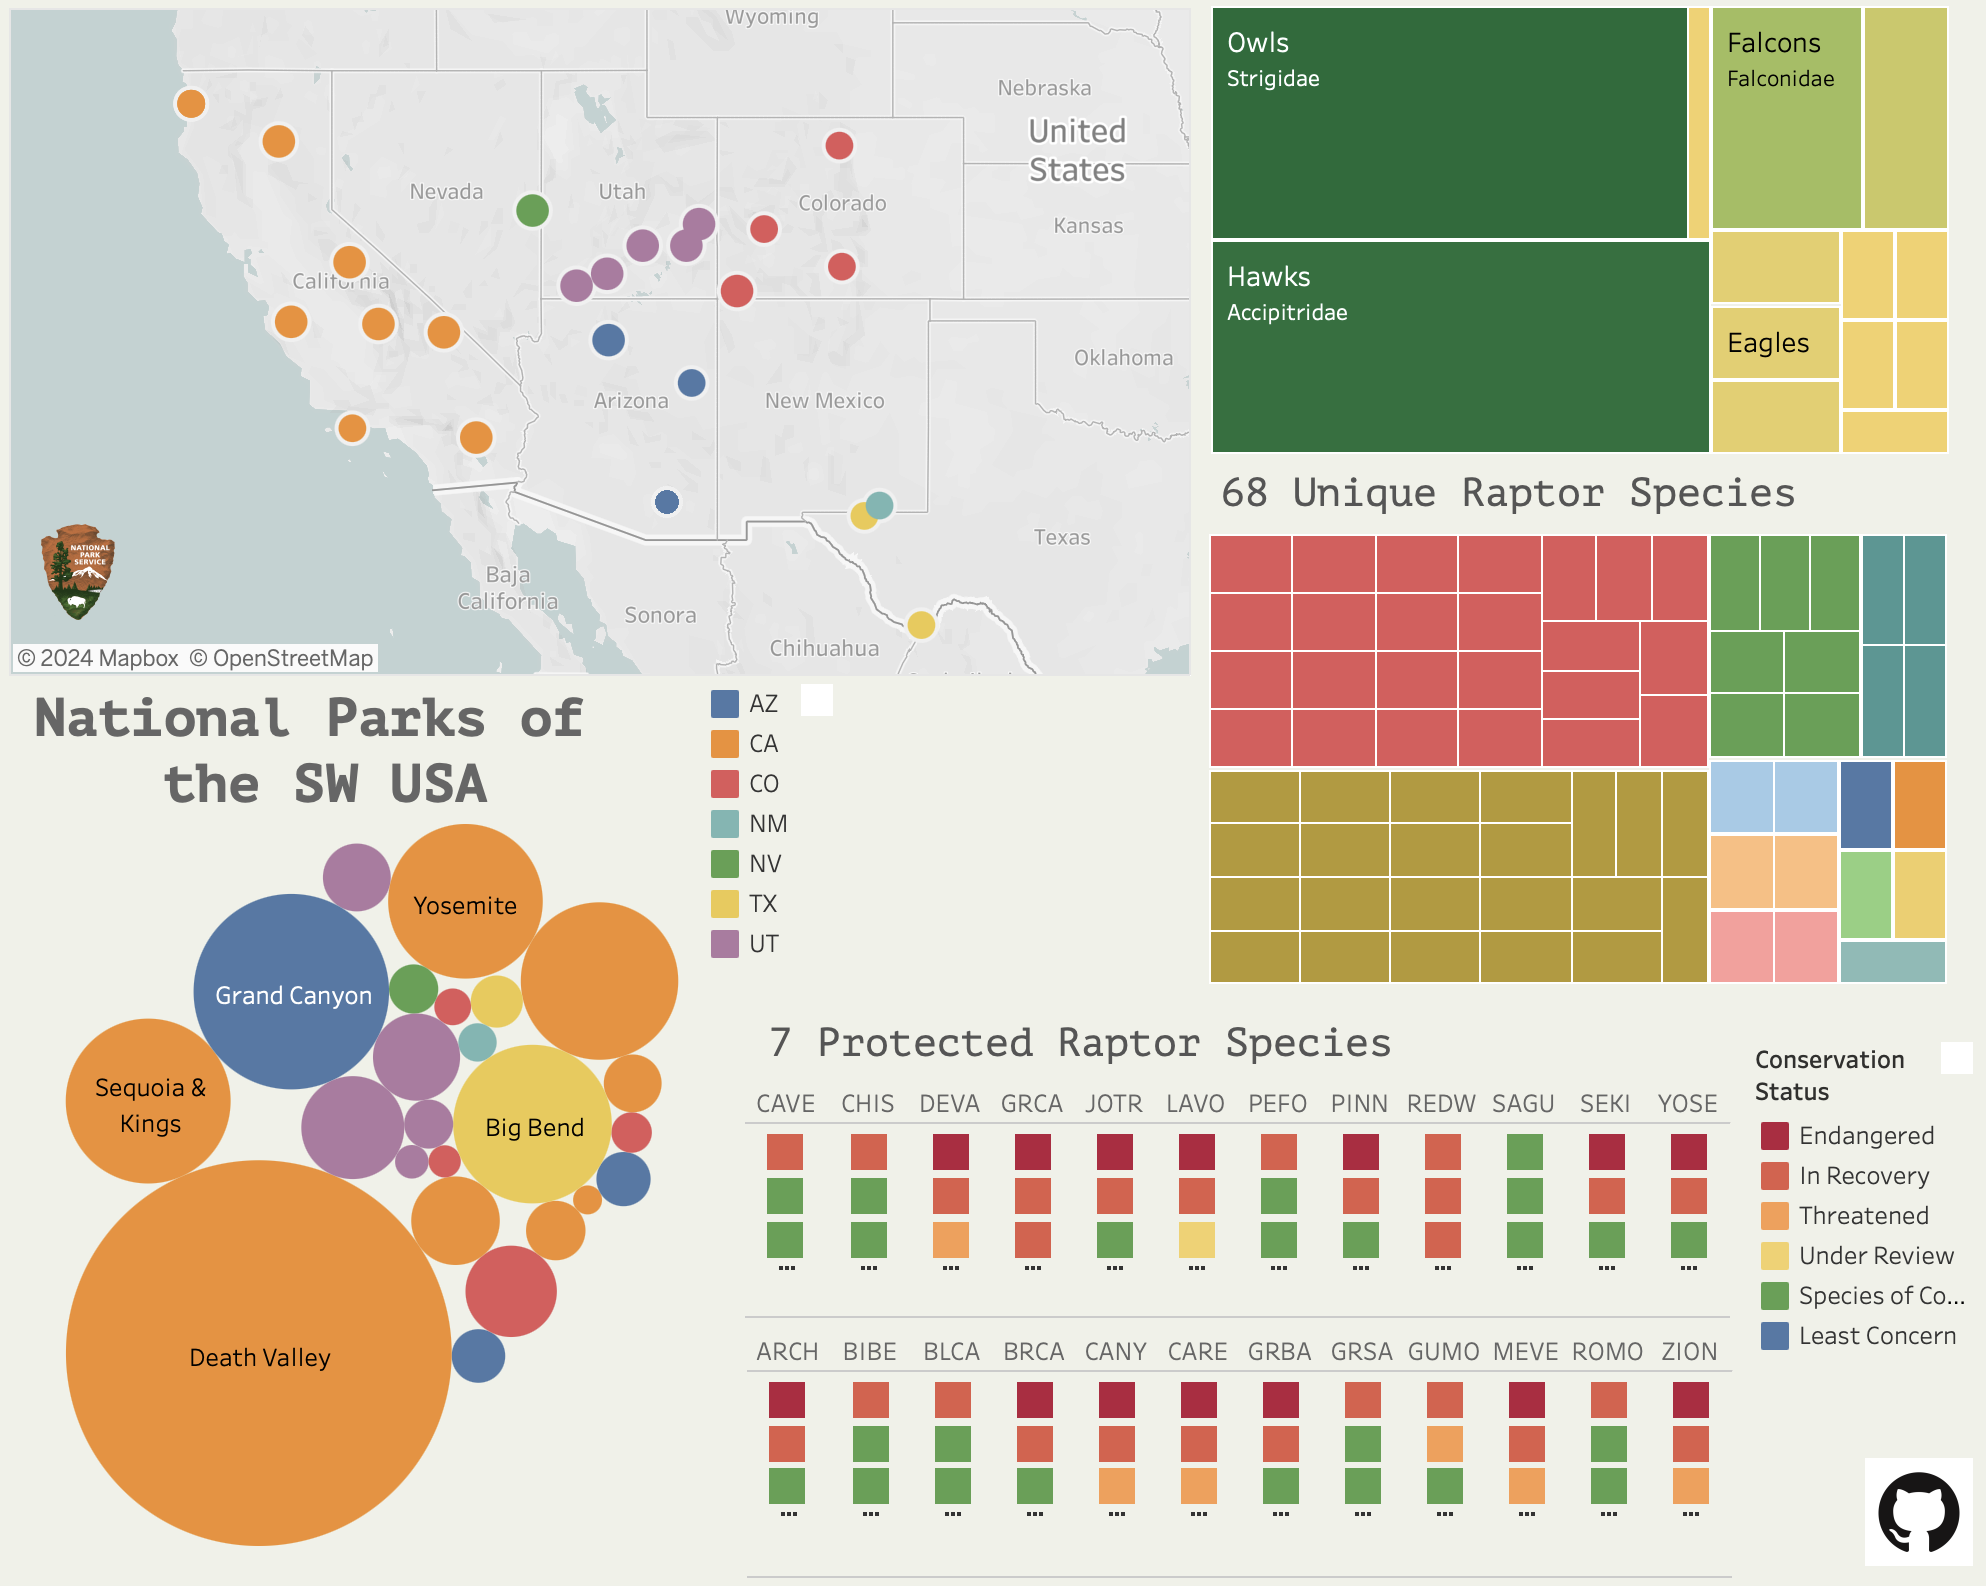 Wyoming
Nebraska
United
States
Nevada
Utah
Colorado
Kansas
California
Oklahoma
Arizona
New Mexico
Texas
Baja
California
Sonora
Chihuahua
NATIONAL
PARK
SERVICE
© 2024 Mapbox © OpenStreetMap
Owls
Strigidae
Falcons
Falconidae
Hawks
Accipitridae
Eagles
68 Unique Raptor Species
National Parks of
the SW USA
AZ
CA
CO
NM
NV
TX
UT
Yosemite
Grand Canyon
Sequoia &
Kings
Big Bend
Death Valley
7 Protected Raptor Species
CAVE CHIS DEVA GRCA JOTR LAVO PEFO PINN REDW SAGU SEKI YOSE
... ... ... ... ... ... ... ... ... ... ... ...
ARCH BIBE BLCA BRCA CANY CARE GRBA GRSA GUMO MEVE ROMO ZION
... ... ... ... ... ... ... ... ... ... ... ...
Conservation
Status
Endangered
In Recovery
Threatened
Under Review
Species of Co...
Least Concern